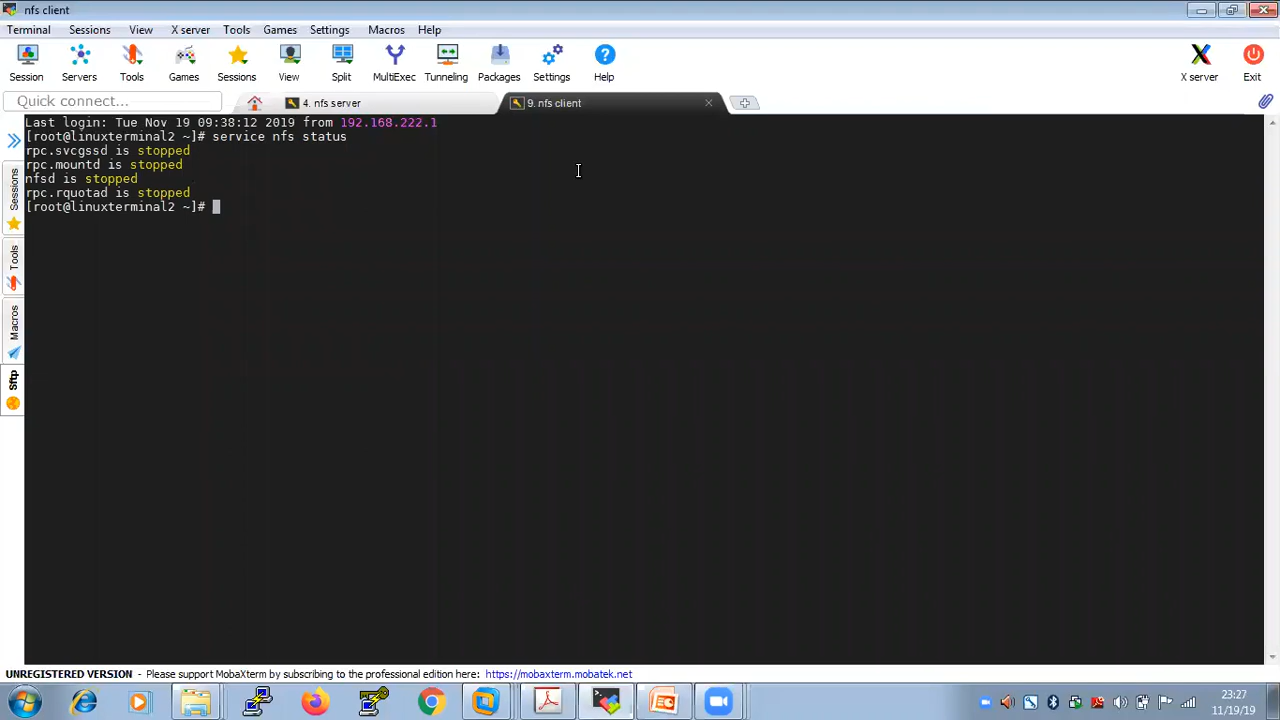 nfs client
Terminal Sessions View X server Tools Games Settings Macros Help
Session Servers Tools Games Sessions View Split MultiExec Tunneling Packages Settings Help X server Exit
Quick connect...
4. nfs server
9. nfs client
Last login: Tue Nov 19 09:38:12 2019 from 192.168.222.1
[root@linuxterminal2 ~]# service nfs status
rpc.svcgssd is stopped
rpc.mountd is stopped
nfsd is stopped
rpc.rquotad is stopped
[root@linuxterminal2 ~]#
Sessions
Tools
Macros
Sftp
UNREGISTERED VERSION - Please support MobaXterm by subscribing to the professional edition here: https://mobaxterm.mobatek.net
23:27
11/19/19